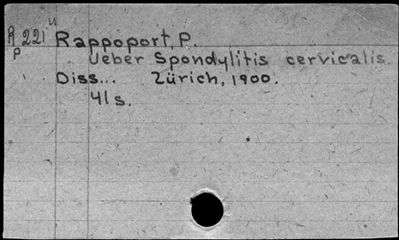 R 221 u
P
Rappoport, P.
Ueber Spondylitis cervicalis.
Diss... Zürich, 1900.
41 s.